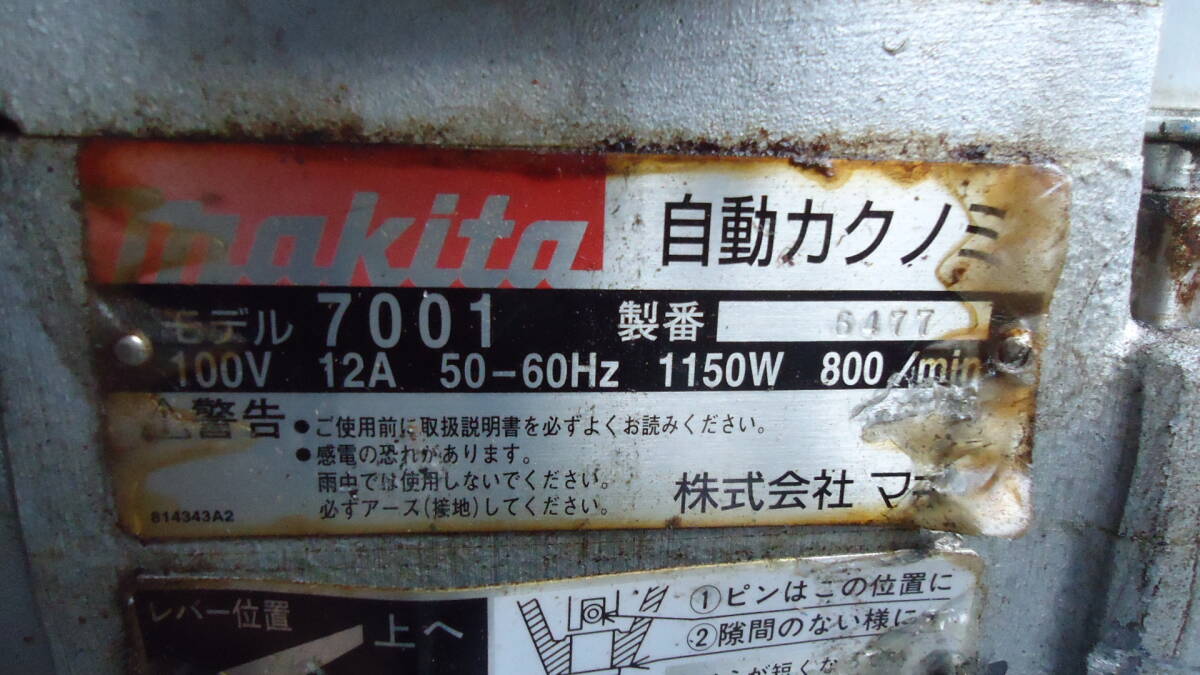 makita 自動カクノミ
モデル 7001 製番 6477
100V 12A 50-60Hz 1150W 800/min
警告 ●ご使用前に取扱説明書を必ずよくお読みください。
●感電の恐れがあります。
雨中では使用しないでください。
必ずアース(接地)してください。
株式会社 マ
814343A2
レバー位置
上へ
①ピンはこの位置に
②隙間のない様に